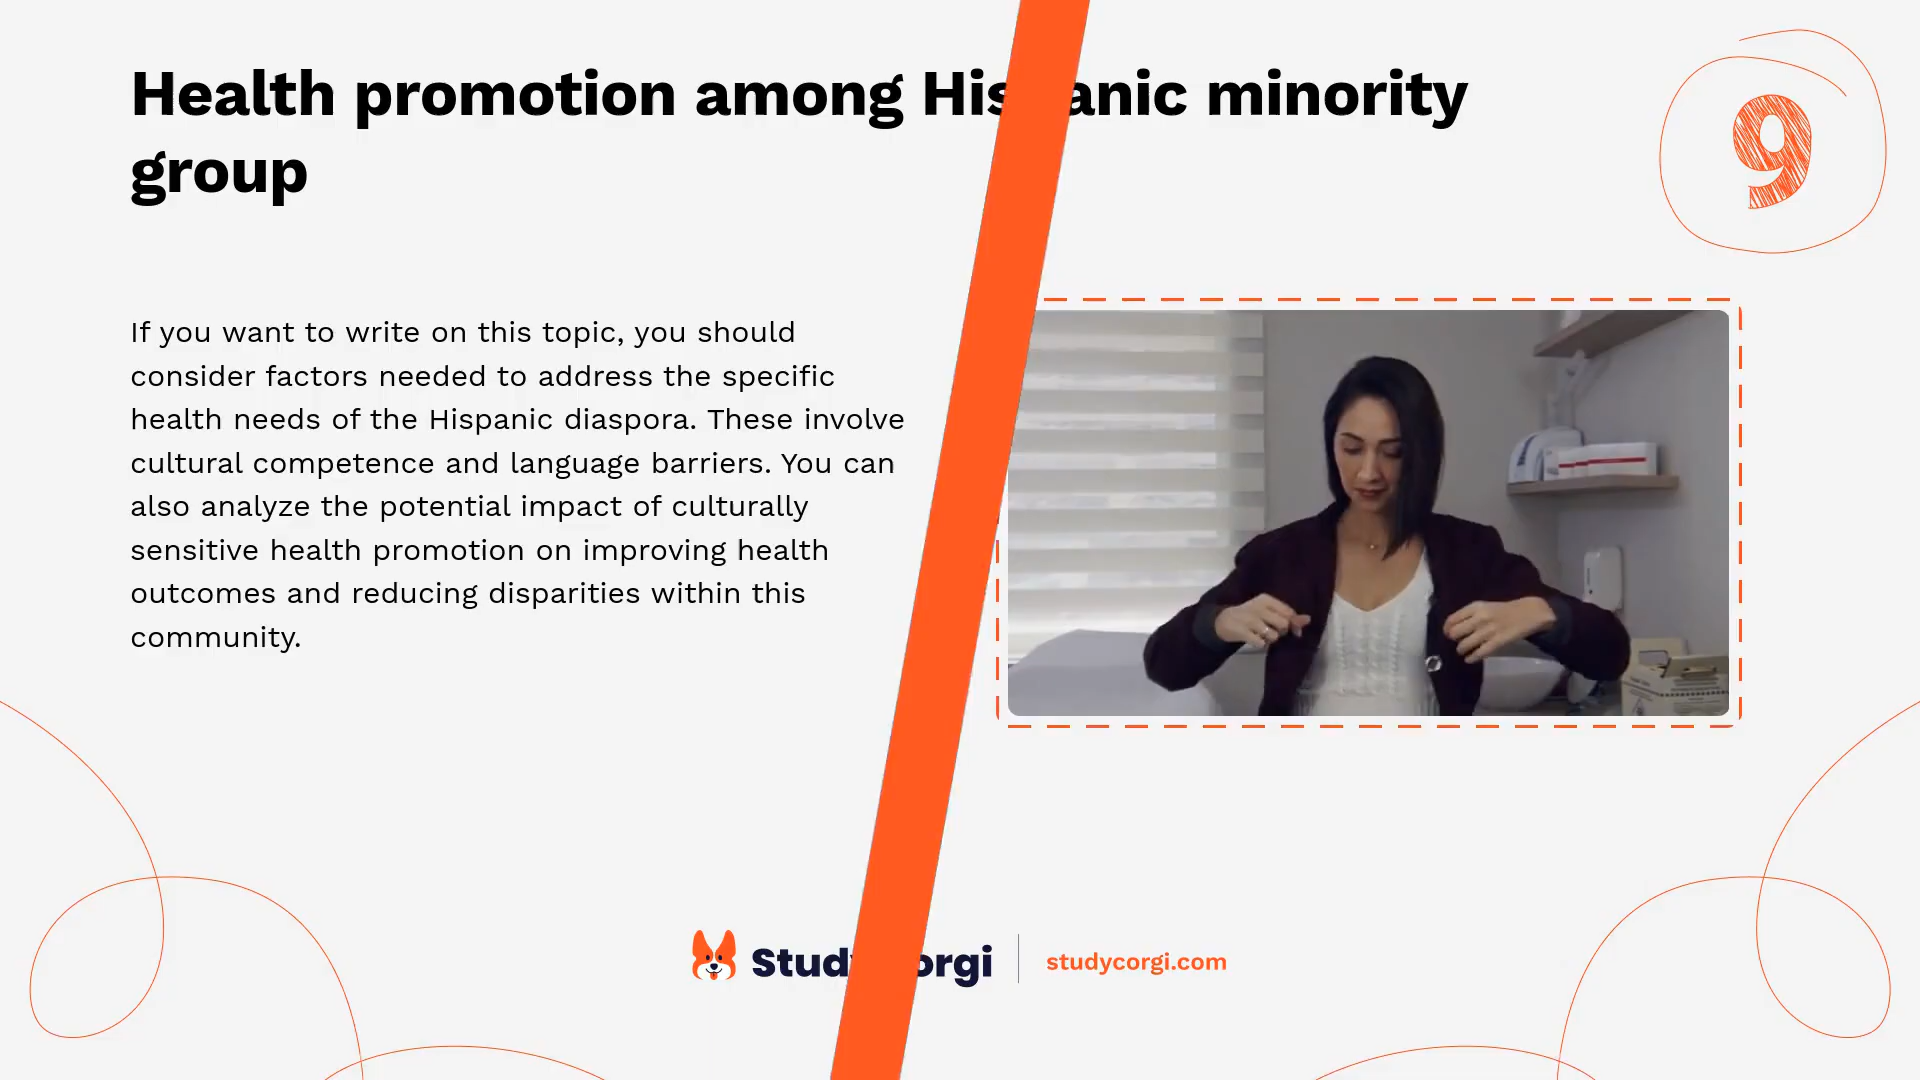 Health promotion among Hispanic minority
group
9
If you want to write on this topic, you should
consider factors needed to address the specific
health needs of the Hispanic diaspora. These involve
cultural competence and language barriers. You can
also analyze the potential impact of culturally
sensitive health promotion on improving health
outcomes and reducing disparities within this
community.
StudyCorgi
studycorgi.com